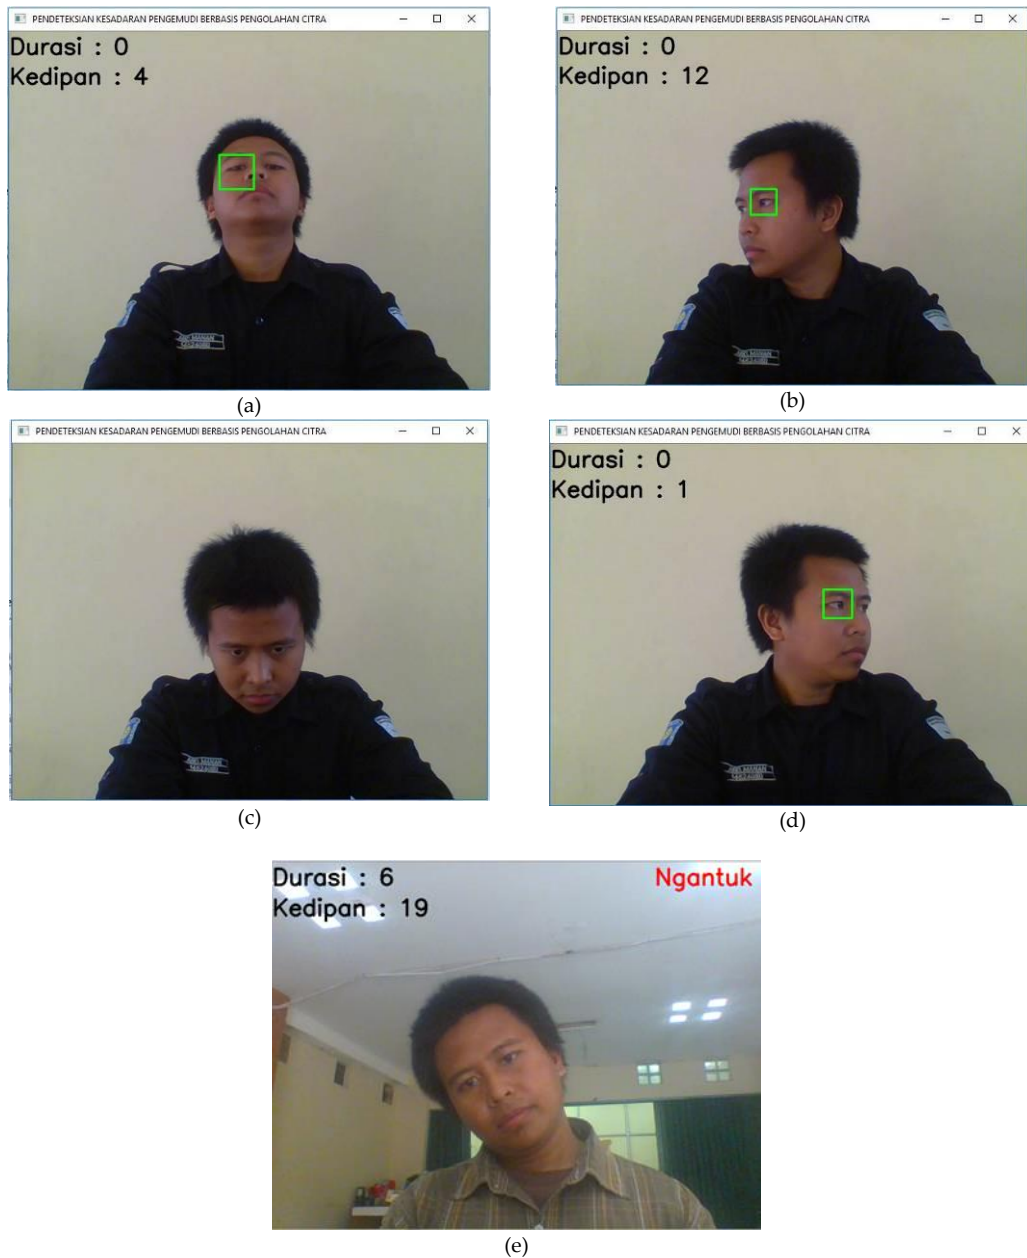 PENDETEKSIAN KESADARAN PENGEMUDI BERBASIS PENGOLAHAN CITRA
Durasi : 0
Kedipan : 4
(a)
PENDETEKSIAN KESADARAN PENGEMUDI BERBASIS PENGOLAHAN CITRA
Durasi : 0
Kedipan : 12
(b)
PENDETEKSIAN KESADARAN PENGEMUDI BERBASIS PENGOLAHAN CITRA
(c)
PENDETEKSIAN KESADARAN PENGEMUDI BERBASIS PENGOLAHAN CITRA
Durasi : 0
Kedipan : 1
(d)
Durasi : 6
Ngantuk
Kedipan : 19
(e)